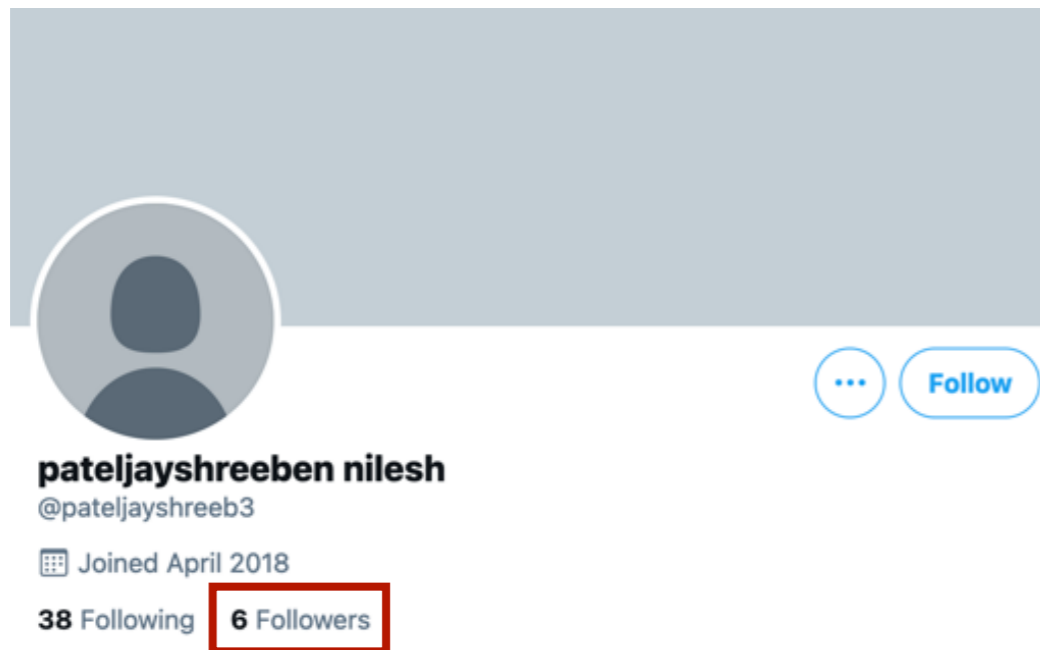 Follow
pateljayshreeben nilesh
@pateljayshreeb3
Joined April 2018
38 Following 6 Followers